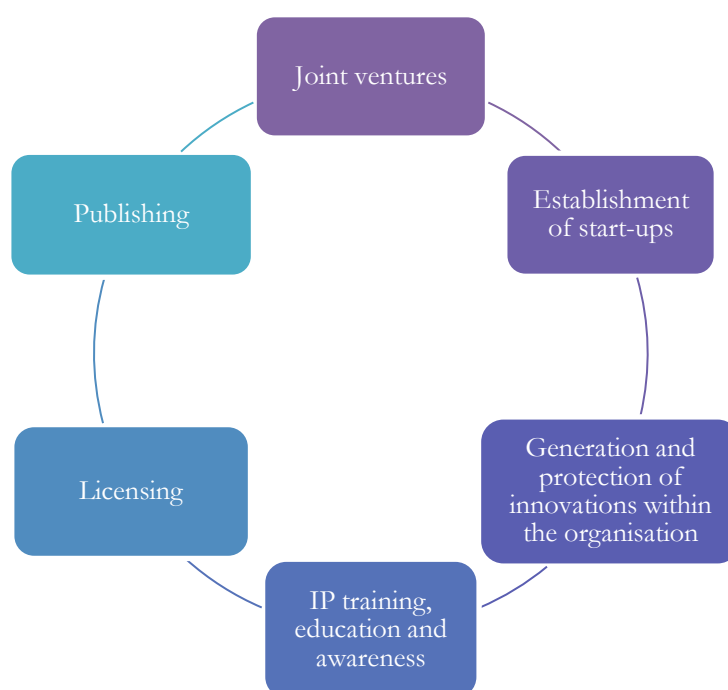 Joint ventures
Establishment
of start-ups
Generation and
protection of
innovations within
the organisation
IP training,
education and
awareness
Licensing
Publishing